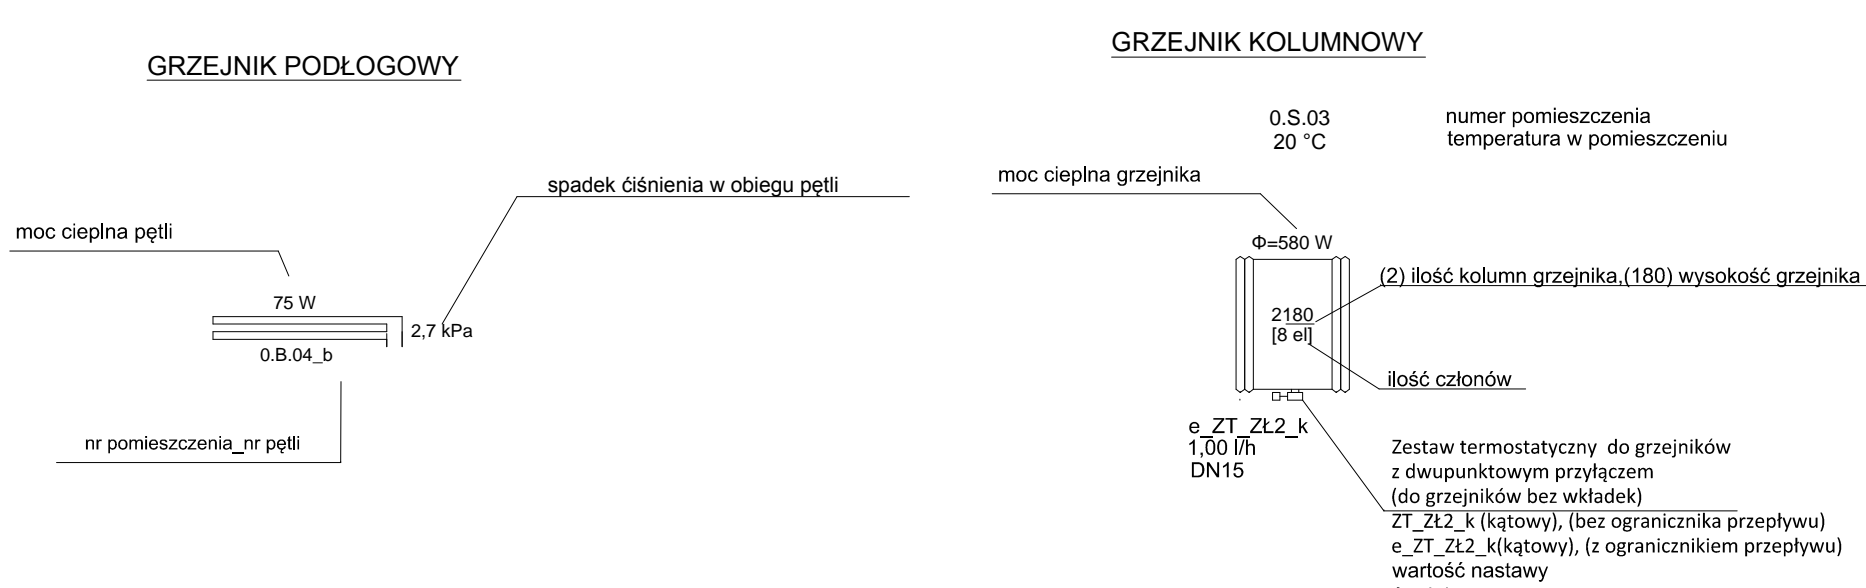 GRZEJNIK PODŁOGOWY
spadek ćiśnienia w obiegu pętli
moc cieplna pętli
75 W
2,7 kPa
0.B.04_b
nr pomieszczenia_nr pętli
GRZEJNIK KOLUMNOWY
0.S.03
numer pomieszczenia
20 °C
temperatura w pomieszczeniu
moc cieplna grzejnika
Φ=580 W
(2) ilość kolumn grzejnika,(180) wysokość grzejnika
2180
[8 el]
ilość członów
e_ZT_ZŁ2_k
1,00 l/h
DN15
Zestaw termostatyczny do grzejników
z dwupunktowym przyłączem
(do grzejników bez wkładek)
ZT_ZŁ2_k (kątowy), (bez ogranicznika przepływu)
e_ZT_ZŁ2_k(kątowy), (z ogranicznikiem przepływu)
wartość nastawy